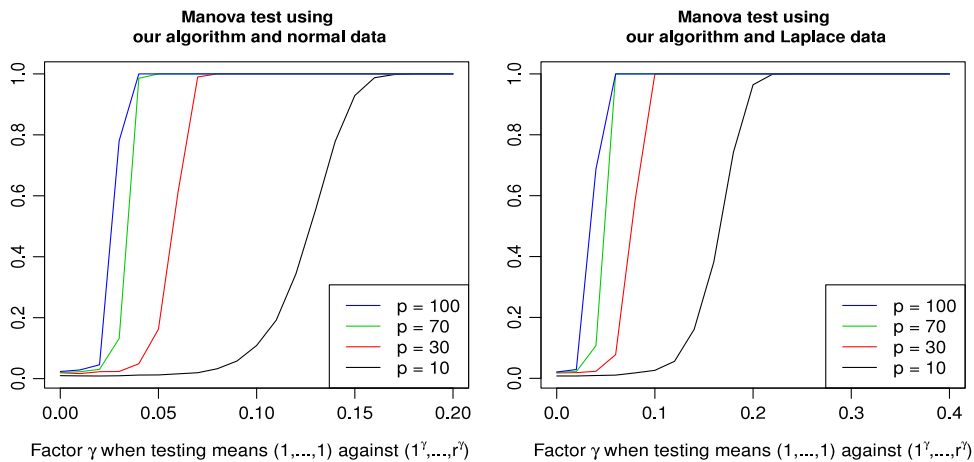 Manova test using
our algorithm and normal data
1.0
0.8
0.6
0.4
0.2
0.0
p = 100
p = 70
p = 30
p = 10
0.00 0.05 0.10 0.15 0.20
Factor γ when testing means (1,...,1) against (1^γ,...,r^γ)
Manova test using
our algorithm and Laplace data
1.0
0.8
0.6
0.4
0.2
0.0
p = 100
p = 70
p = 30
p = 10
0.0 0.1 0.2 0.3 0.4
Factor γ when testing means (1,...,1) against (1^γ,...,r^γ)